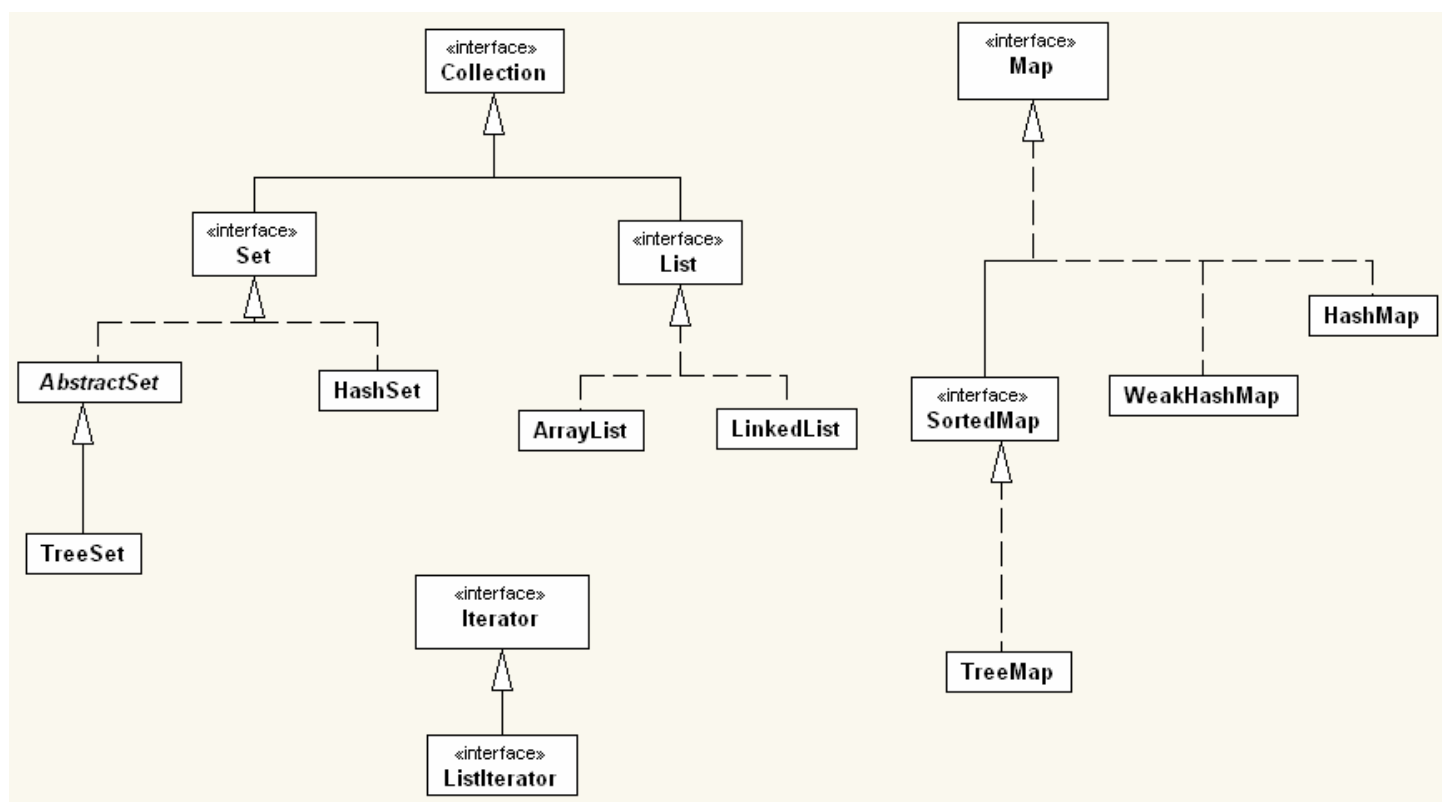 «interface»
Collection
«interface»
Map
«interface»
Set
«interface»
List
HashMap
AbstractSet
HashSet
ArrayList
LinkedList
«interface»
SortedMap
WeakHashMap
TreeSet
«interface»
Iterator
TreeMap
«interface»
ListIterator